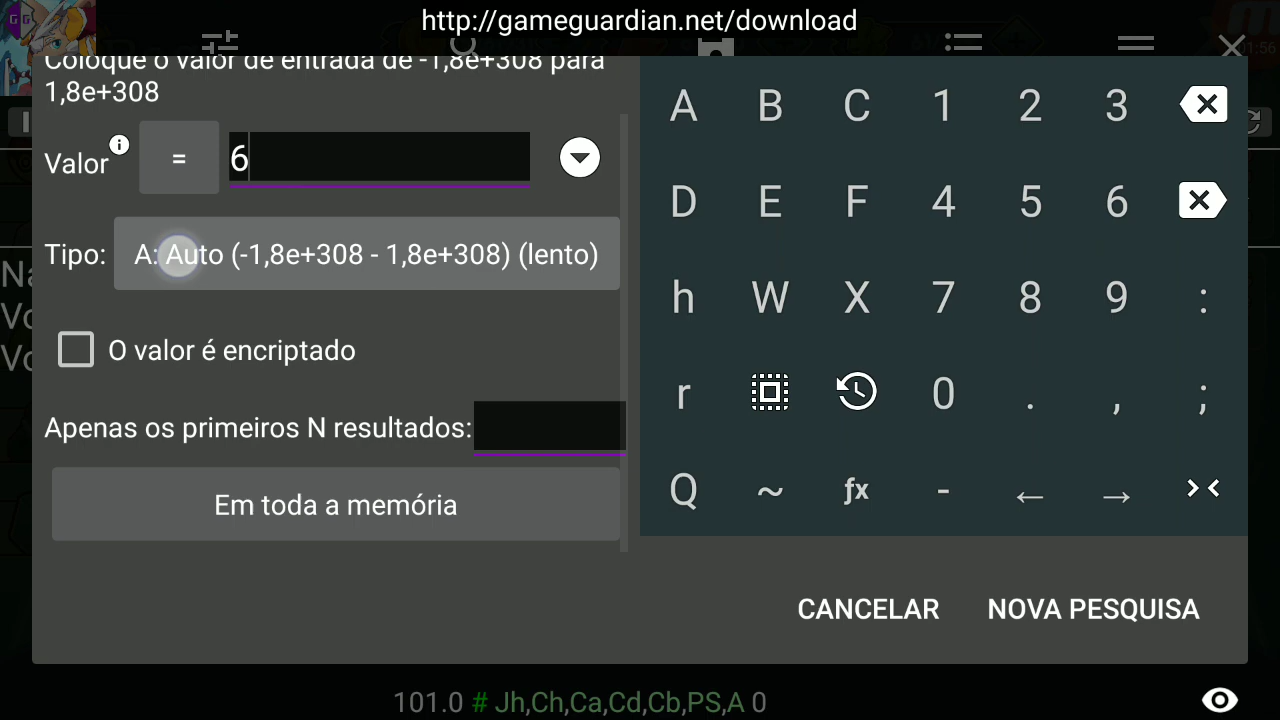 http://gameguardian.net/download
Coloque o valor de entrada de -1,8e+308 para
1,8e+308
Valor = 6
Tipo: A: Auto (-1,8e+308 - 1,8e+308) (lento)
O valor é encriptado
Apenas os primeiros N resultados:
Em toda a memória
A B C 1 2 3
D E F 4 5 6
h W X 7 8 9 :
r 0 . , ;
Q ~ ƒx - ← → > <
CANCELAR NOVA PESQUISA
101.0 # Jh,Ch,Ca,Cd,Cb,PS,A 0